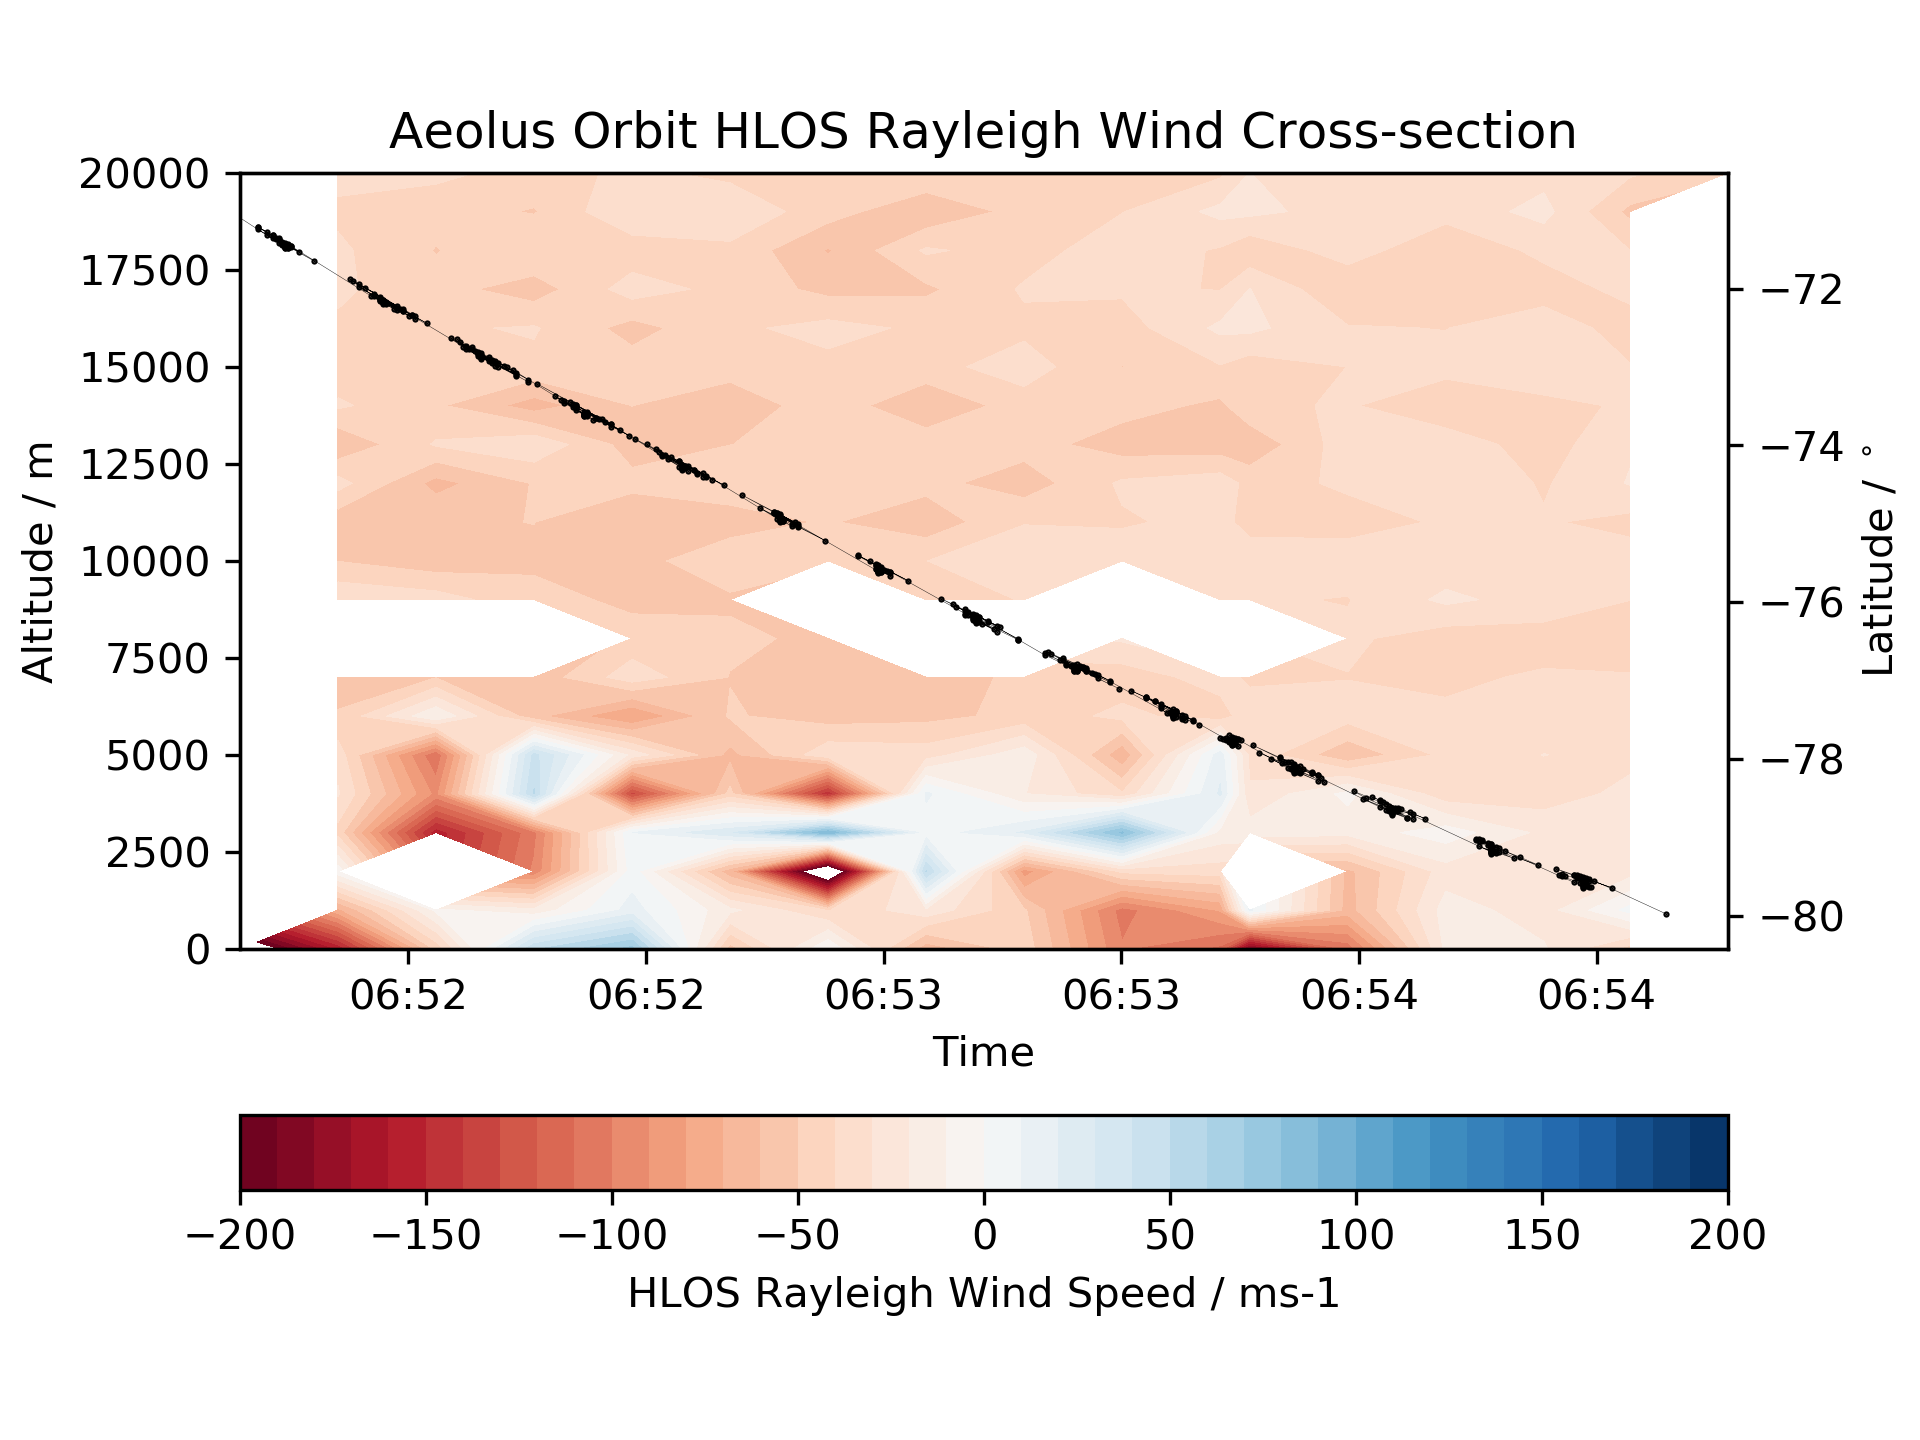 Aeolus Orbit HLOS Rayleigh Wind Cross-section
20000
17500
15000
12500
10000
7500
5000
2500
0
Altitude / m
−72
−74
−76
−78
−80
Latitude / °
06:52 06:52 06:53 06:53 06:54 06:54
Time
−200 −150 −100 −50 0 50 100 150 200
HLOS Rayleigh Wind Speed / ms-1